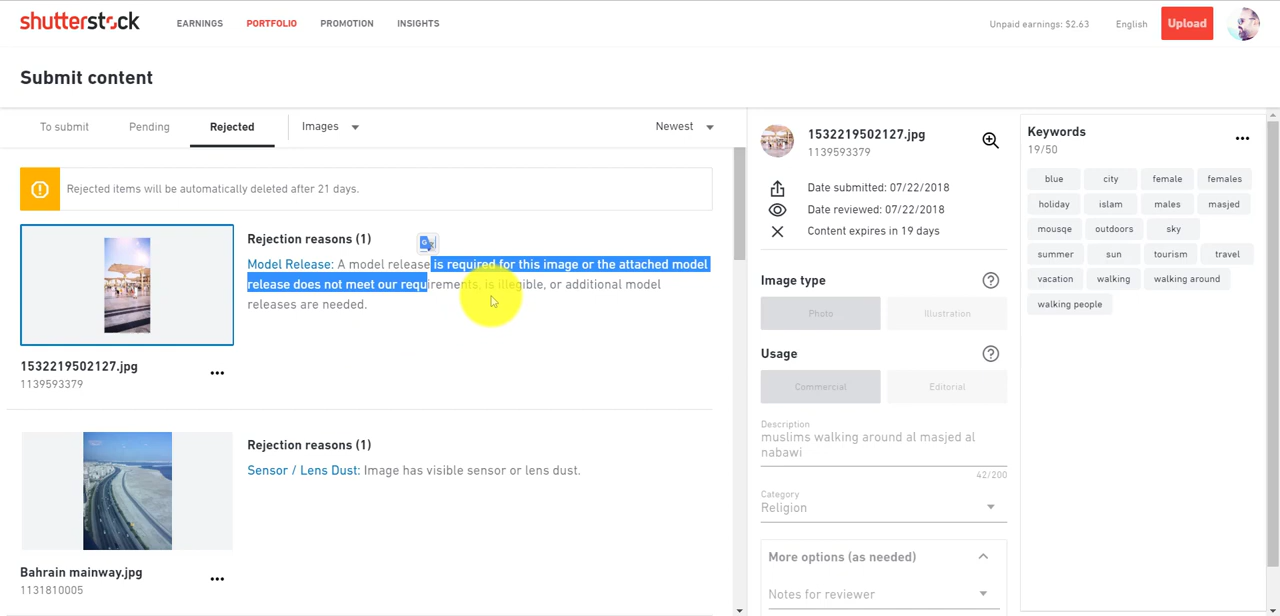 shutterstock EARNINGS PORTFOLIO PROMOTION INSIGHTS Unpaid earnings: $2.63 English Upload
Submit content
To submit Pending Rejected Images Newest
Rejected items will be automatically deleted after 21 days.
Rejection reasons (1)
Model Release: A model release is required for this image or the attached model
release does not meet our requirements, is illegible, or additional model
releases are needed.
1532219502127.jpg
1139593379
Rejection reasons (1)
Sensor / Lens Dust: Image has visible sensor or lens dust.
Bahrain mainway.jpg
1131810005
1532219502127.jpg
1139593379
Date submitted: 07/22/2018
Date reviewed: 07/22/2018
Content expires in 19 days
Image type
Photo Illustration
Usage
Commercial Editorial
Description
muslims walking around al masjed al
nabawi
42/200
Category
Religion
More options (as needed)
Notes for reviewer
Keywords
19/50
blue city female females
holiday islam males masjed
mousqe outdoors sky
summer sun tourism travel
vacation walking walking around
walking people